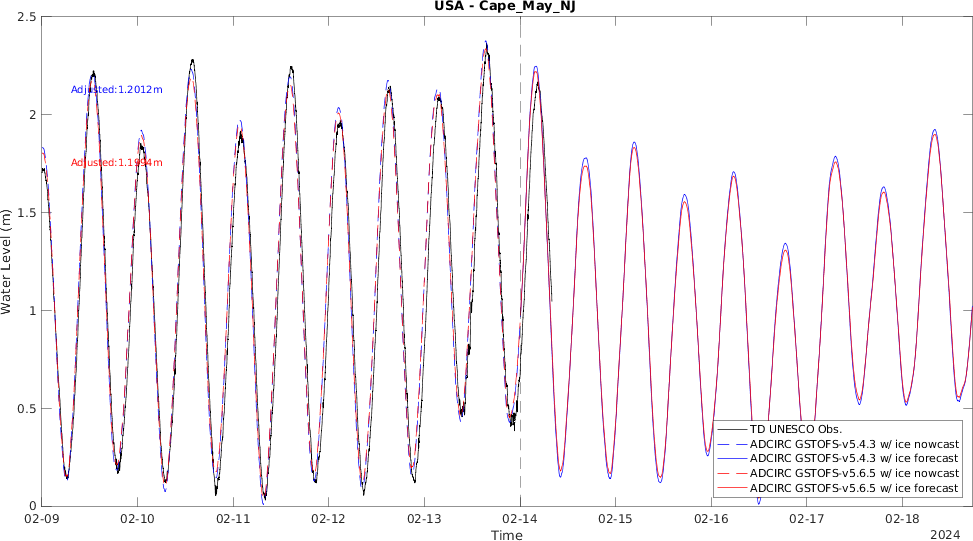 USA - Cape_May_NJ
2.5
2
1.5
1
0.5
0
Water Level (m)
Adjusted:1.2012m
Adjusted:1.1994m
TD UNESCO Obs.
ADCIRC GSTOFS-v5.4.3 w/ ice nowcast
ADCIRC GSTOFS-v5.4.3 w/ ice forecast
ADCIRC GSTOFS-v5.6.5 w/ ice nowcast
ADCIRC GSTOFS-v5.6.5 w/ ice forecast
02-09 02-10 02-11 02-12 02-13 02-14 02-15 02-16 02-17 02-18
Time
2024